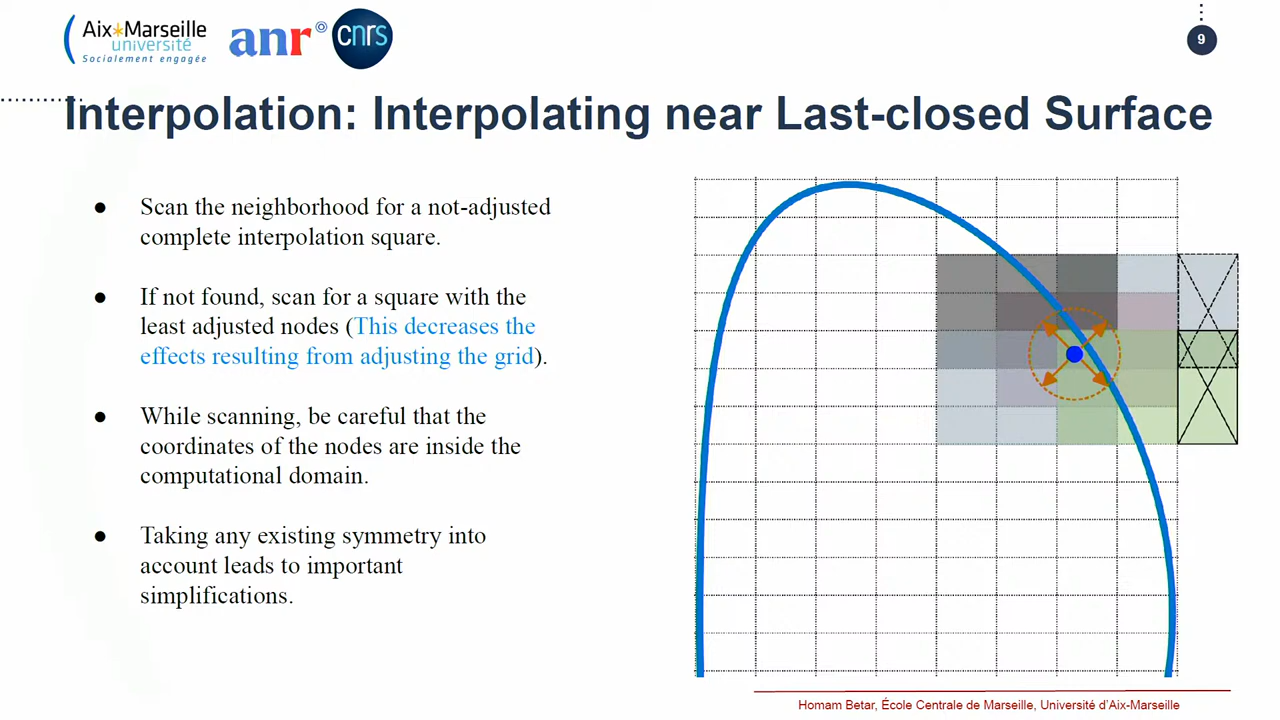 Aix*Marseille
université
Socialement engagée
anr
cnrs
9
Interpolation: Interpolating near Last-closed Surface
● Scan the neighborhood for a not-adjusted
complete interpolation square.
● If not found, scan for a square with the
least adjusted nodes (This decreases the
effects resulting from adjusting the grid).
● While scanning, be careful that the
coordinates of the nodes are inside the
computational domain.
● Taking any existing symmetry into
account leads to important
simplifications.
Homam Betar, École Centrale de Marseille, Université d'Aix-Marseille